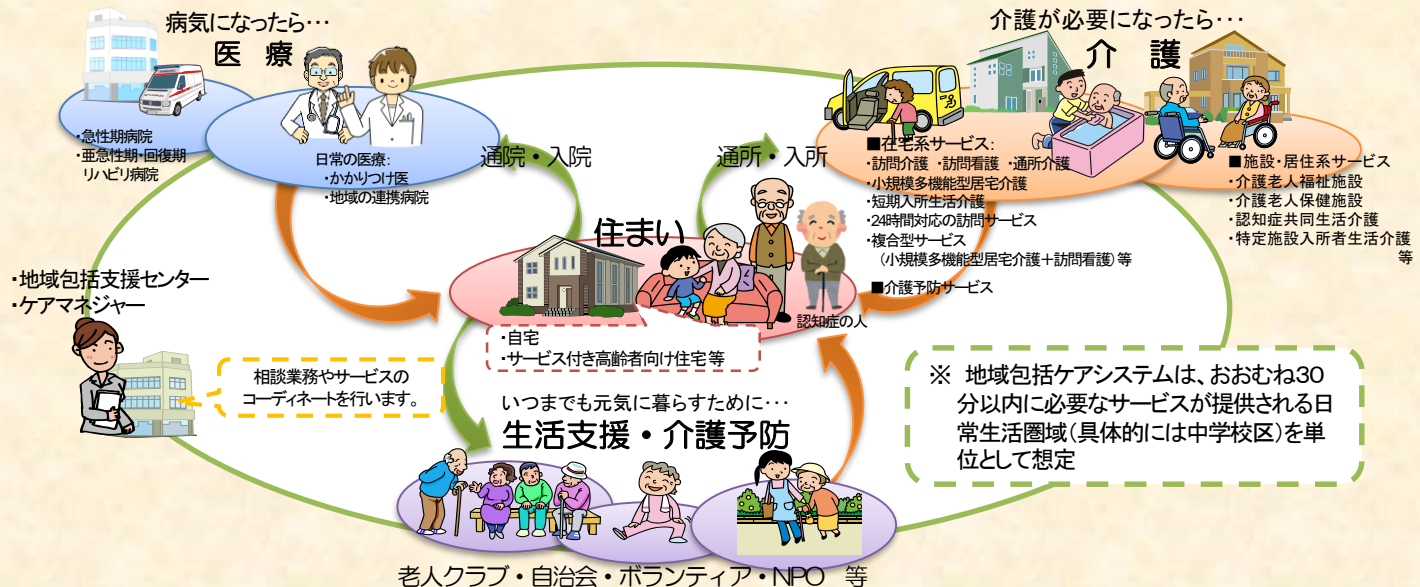 病気になったら･･･
医　療
・急性期病院
・亜急性期・回復期
リハビリ病院
日常の医療：
・かかりつけ医
・地域の連携病院
通院・入院
通所・入所
介護が必要になったら･･･
介　護
■在宅系サービス：
・訪問介護 ・訪問看護 ・通所介護
・小規模多機能型居宅介護
・短期入所生活介護
・24時間対応の訪問サービス
・複合型サービス
（小規模多機能型居宅介護＋訪問看護）等
■介護予防サービス
■施設・居住系サービス
・介護老人福祉施設
・介護老人保健施設
・認知症共同生活介護
・特定施設入所者生活介護
等
住まい
認知症の人
・自宅
・サービス付き高齢者向け住宅 等
・地域包括支援センター
・ケアマネジャー
相談業務やサービスの
コーディネートを行います。
いつまでも元気に暮らすために･･･
生活支援・介護予防
老人クラブ・自治会・ボランティア・NPO　等
※　地域包括ケアシステムは、おおむね30
分以内に必要なサービスが提供される日
常生活圏域（具体的には中学校区）を単
位として想定